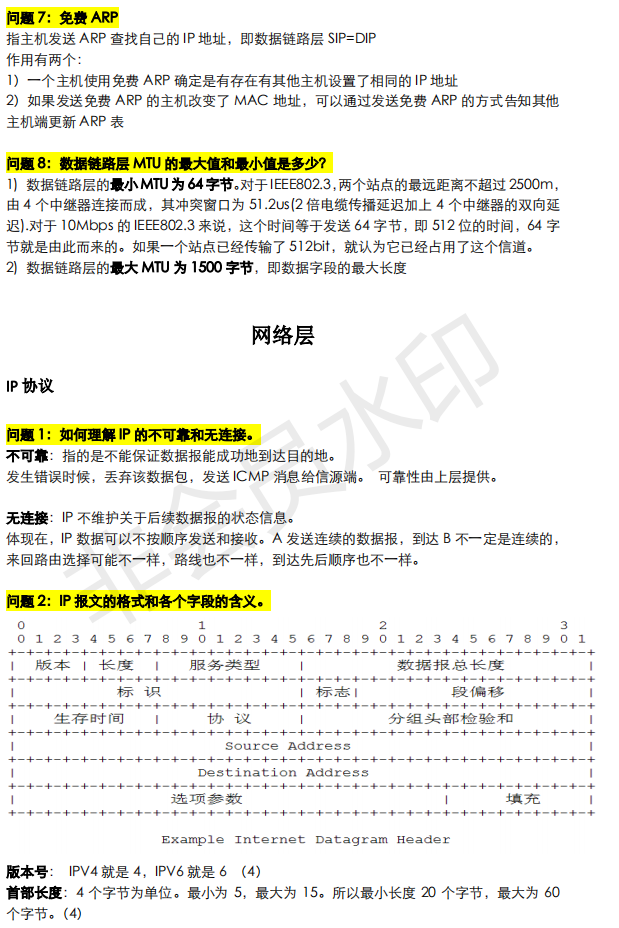 问题 7：免费 ARP
指主机发送 ARP 查找自己的 IP 地址，即数据链路层 SIP=DIP
作用有两个：
1）一个主机使用免费 ARP 确定是有存在有其他主机设置了相同的 IP 地址
2）如果发送免费 ARP 的主机改变了 MAC 地址，可以通过发送免费 ARP 的方式告知其他
主机端更新 ARP 表
问题 8：数据链路层 MTU 的最大值和最小值是多少？
1）数据链路层的最小 MTU 为 64 字节。对于 IEEE802.3，两个站点的最远距离不超过 2500m，
由 4 个中继器连接而成，其冲突窗口为 51.2us(2 倍电缆传播延迟加上 4 个中继器的双向延
迟).对于 10Mbps 的 IEEE802.3 来说，这个时间等于发送 64 字节，即 512 位的时间，64 字
节就是由此而来的。如果一个站点已经传输了 512bit，就认为它已经占用了这个信道。
2）数据链路层的最大 MTU 为 1500 字节，即数据字段的最大长度
网络层
IP 协议
问题 1：如何理解 IP 的不可靠和无连接。
不可靠：指的是不能保证数据报能成功地到达目的地。
发生错误时候，丢弃该数据包，发送 ICMP 消息给信源端。 可靠性由上层提供。
无连接：IP 不维护关于后续数据报的状态信息。
体现在，IP 数据可以不按顺序发送和接收。A 发送连续的数据报，到达 B 不一定是连续的，
来回路由选择可能不一样，路线也不一样，到达先后顺序也不一样。
问题 2：IP 报文的格式和各个字段的含义。
0 1 2 3
0 1 2 3 4 5 6 7 8 9 0 1 2 3 4 5 6 7 8 9 0 1 2 3 4 5 6 7 8 9 0 1
+-+-+-+-+-+-+-+-+-+-+-+-+-+-+-+-+-+-+-+-+-+-+-+-+-+-+-+-+-+-+-+-+
| 版本 | 长度 | 服务类型 | 数据报总长度 |
+-+-+-+-+-+-+-+-+-+-+-+-+-+-+-+-+-+-+-+-+-+-+-+-+-+-+-+-+-+-+-+-+
| 标 识 | 标志| 段偏移 |
+-+-+-+-+-+-+-+-+-+-+-+-+-+-+-+-+-+-+-+-+-+-+-+-+-+-+-+-+-+-+-+-+
| 生存时间 | 协 议 | 分组头部检验和 |
+-+-+-+-+-+-+-+-+-+-+-+-+-+-+-+-+-+-+-+-+-+-+-+-+-+-+-+-+-+-+-+-+
| Source Address |
+-+-+-+-+-+-+-+-+-+-+-+-+-+-+-+-+-+-+-+-+-+-+-+-+-+-+-+-+-+-+-+-+
| Destination Address |
+-+-+-+-+-+-+-+-+-+-+-+-+-+-+-+-+-+-+-+-+-+-+-+-+-+-+-+-+-+-+-+-+
| 选项参数 | 填充 |
+-+-+-+-+-+-+-+-+-+-+-+-+-+-+-+-+-+-+-+-+-+-+-+-+-+-+-+-+-+-+-+-+
Example Internet Datagram Header
版本号： IPV4 就是 4，IPV6 就是 6 （4）
首部长度：4 个字节为单位。最小为 5，最大为 15。所以最小长度 20 个字节，最大为 60
个字节。（4）
非会员水印